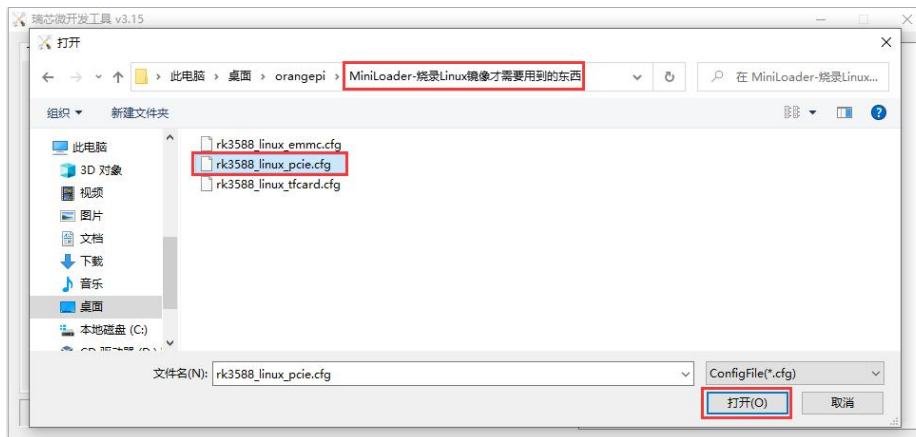 瑞芯微开发工具 v3.15
打开
此电脑 › 桌面 › orangepi › MiniLoader-烧录Linux镜像才需要用到的东西
在 MiniLoader-烧录Linux...
组织 新建文件夹
此电脑
3D 对象
视频
图片
文档
下载
音乐
桌面
本地磁盘 (C:)
rk3588_linux_emmc.cfg
rk3588_linux_pcie.cfg
rk3588_linux_tfcard.cfg
文件名(N): rk3588_linux_pcie.cfg
ConfigFile(*.cfg)
打开(O) 取消